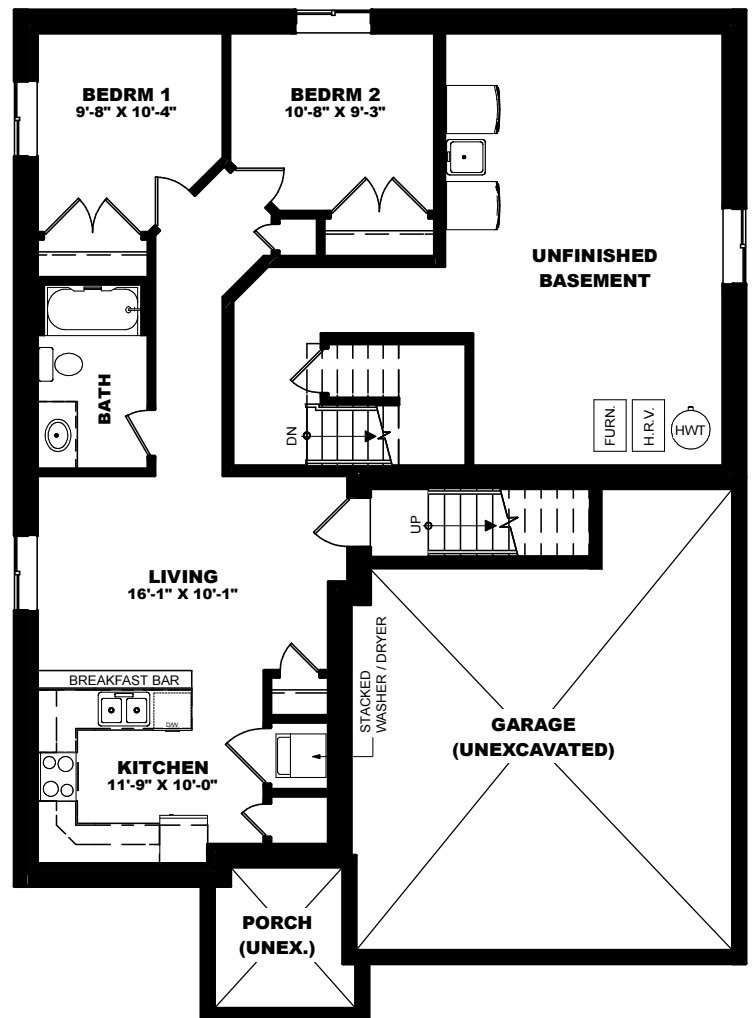 BEDRM 1
9'-8" X 10'-4"
BEDRM 2
10'-8" X 9'-3"
UNFINISHED
BASEMENT
BATH
DN
FURN.
H.R.V.
HWT
UP
LIVING
16'-1" X 10'-1"
BREAKFAST BAR
D/W
STACKED
WASHER / DRYER
KITCHEN
11'-9" X 10'-0"
GARAGE
(UNEXCAVATED)
PORCH
(UNEX.)